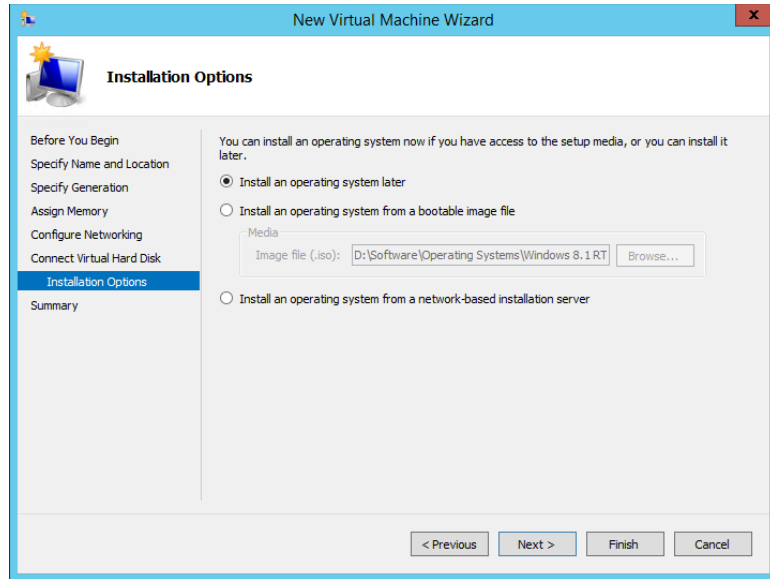 New Virtual Machine Wizard
x
Installation Options
Before You Begin
Specify Name and Location
Specify Generation
Assign Memory
Configure Networking
Connect Virtual Hard Disk
Installation Options
Summary
You can install an operating system now if you have access to the setup media, or you can install it
later.
Install an operating system later
Install an operating system from a bootable image file
Media
Image file (.iso): D:\Software\Operating Systems\Windows 8.1 RT Browse...
Install an operating system from a network-based installation server
< Previous Next > Finish Cancel